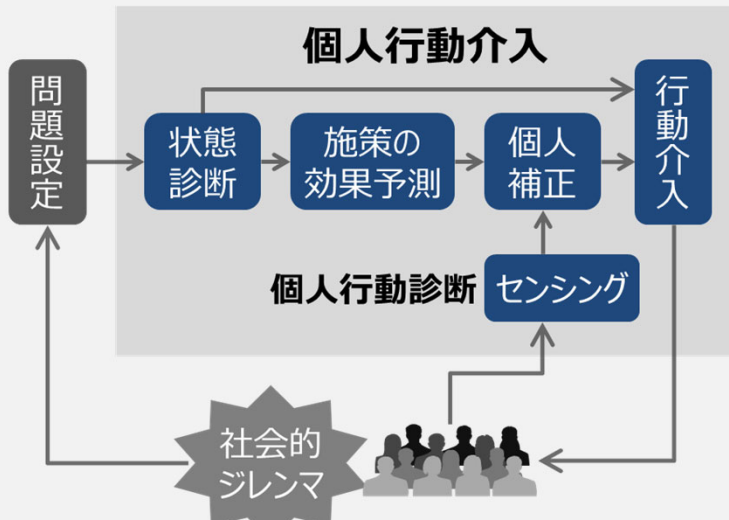 個人行動介入
問題設定
状態
診断
施策の
効果予測
個人
補正
行動介入
個人行動診断
センシング
社会的
ジレンマ